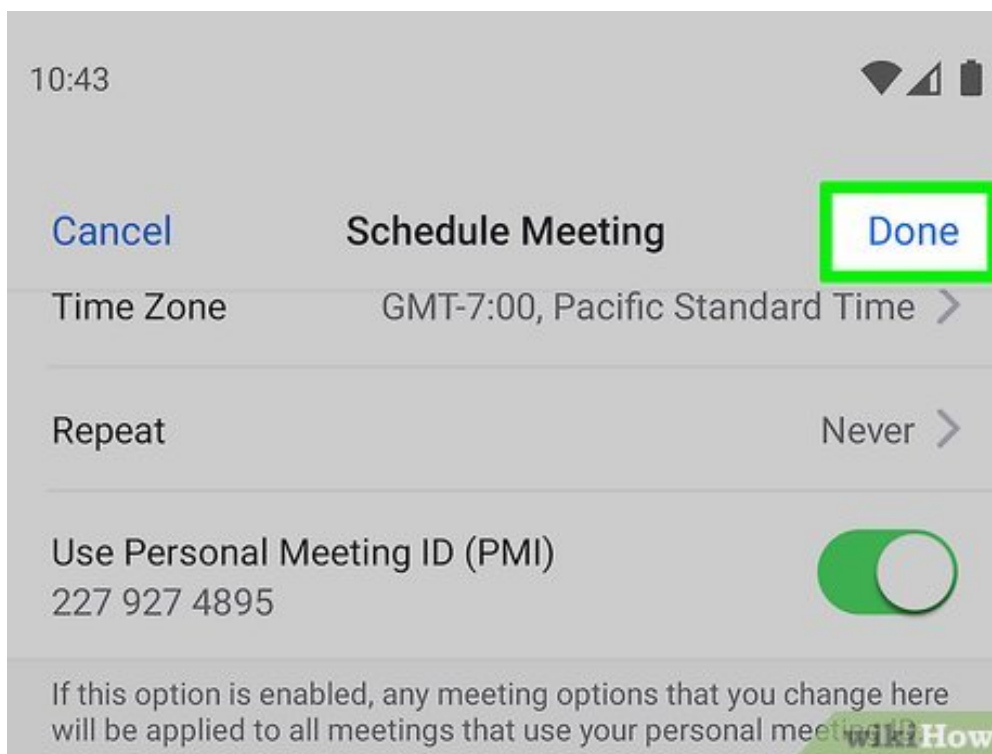 10:43
Cancel Schedule Meeting Done
Time Zone GMT-7:00, Pacific Standard Time
Repeat Never
Use Personal Meeting ID (PMI)
227 927 4895
If this option is enabled, any meeting options that you change here
will be applied to all meetings that use your personal meeting ID.
wikiHow